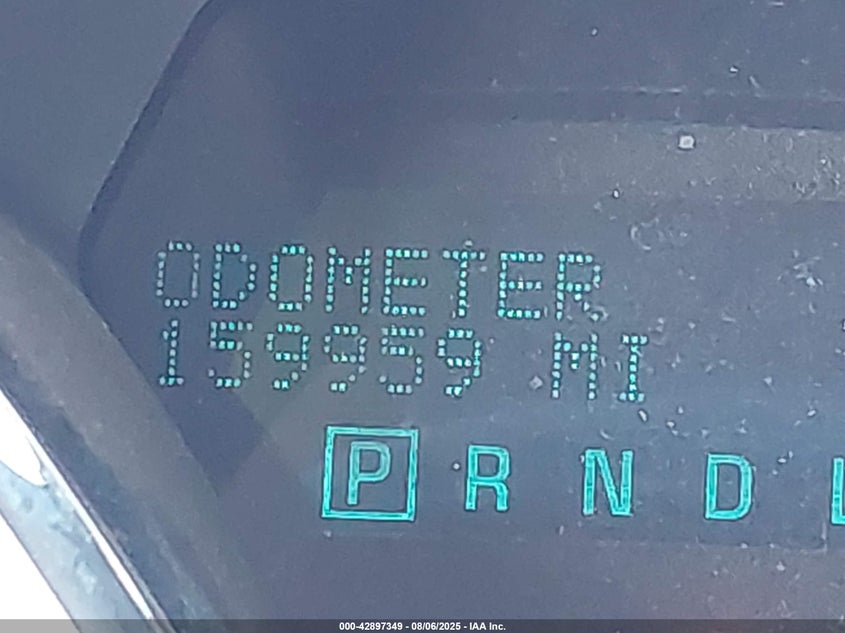 ODOMETER
159959 MI
P R N D L
000-42897349 - 08/06/2025 - IAA Inc.